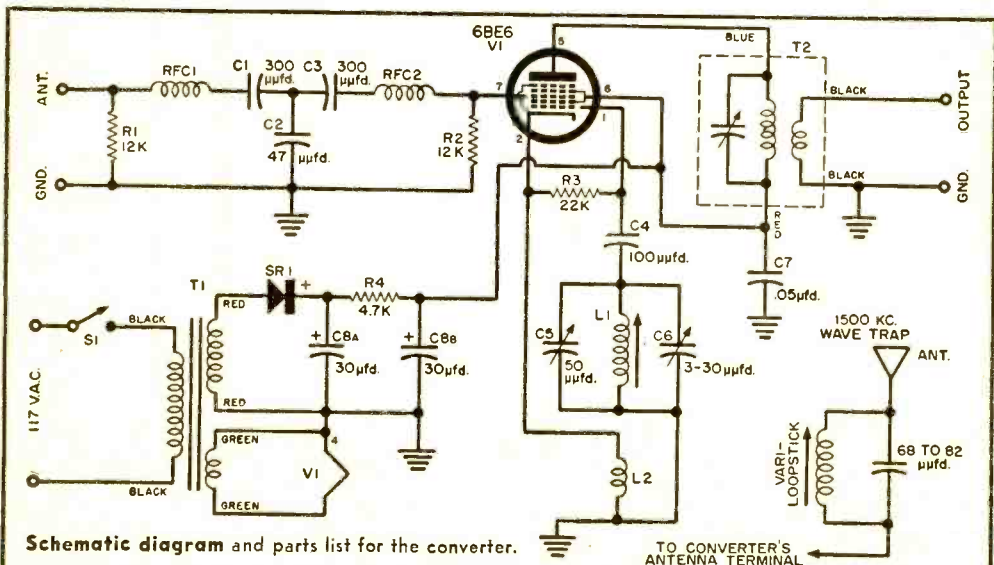 6BE6
V1
5
BLUE
T2
ANT.
RFC1
C1
300
µµfd.
C3
300
µµfd.
RFC2
7
6
1
2
BLACK
OUTPUT
R1
12K
C2
47 µµfd.
R2
12K
GND.
R3
22K
BLACK
GND.
RED
C4
100µµfd.
C7
.05µfd.
SR1
+
R4
4.7K
T1
RED
BLACK
S1
+
C8A
30µfd.
+
C8B
30µfd.
C5
50
µµfd.
L1
C6
3-30µµfd.
1500 KC.
WAVE TRAP
ANT.
117 V.A.C.
RED
GREEN
4
V1
GREEN
BLACK
L2
VARI-
LOOPSTICK
68 TO 82
µµfd.
Schematic diagram and parts list for the converter.
TO CONVERTER'S
ANTENNA TERMINAL